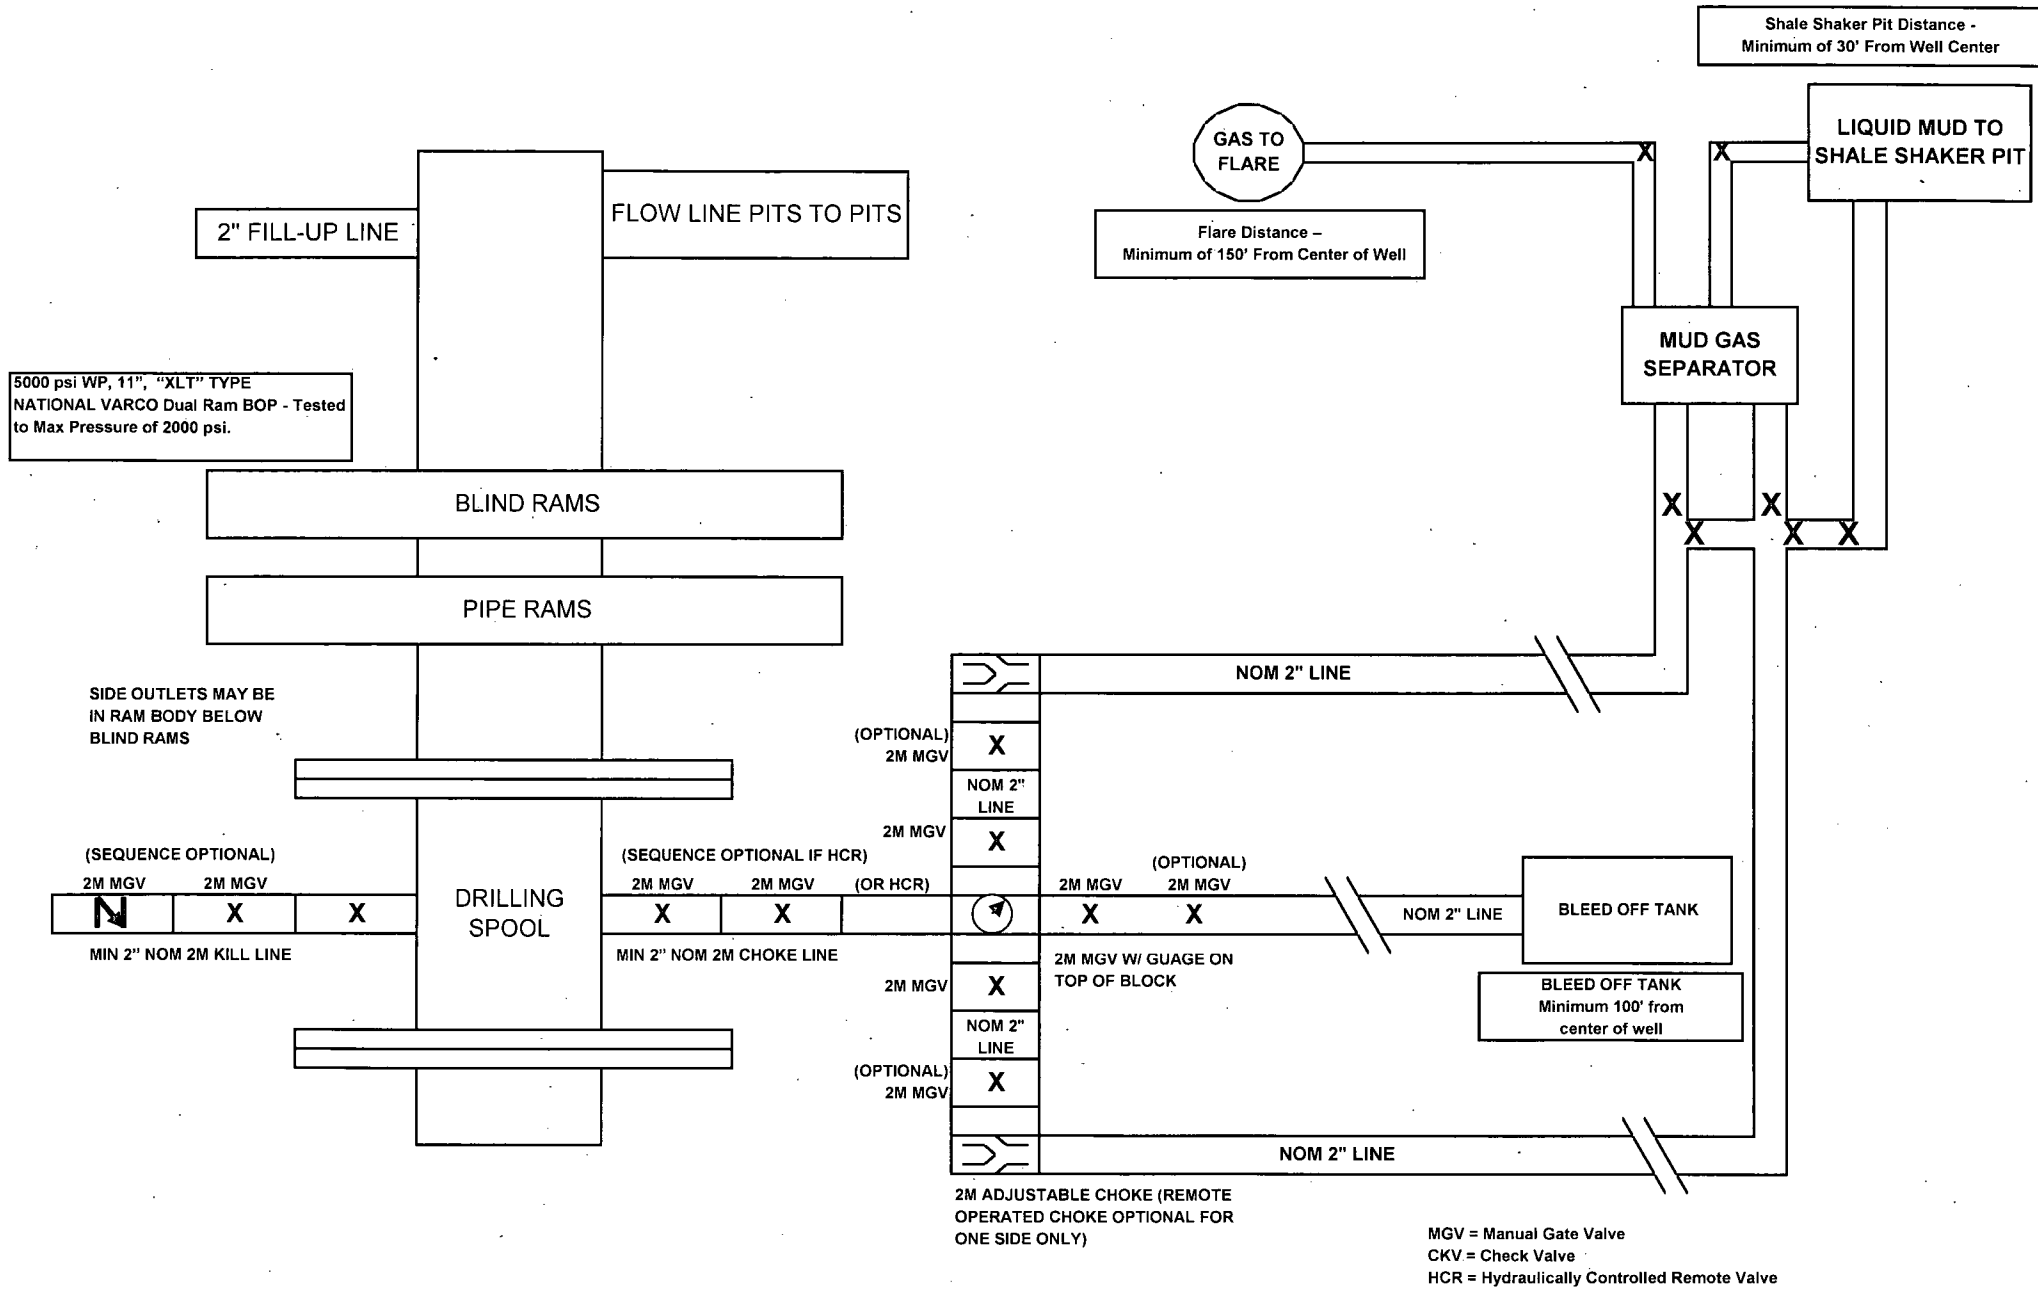 Shale Shaker Pit Distance -
Minimum of 30' From Well Center
GAS TO
FLARE
LIQUID MUD TO
SHALE SHAKER PIT
X
X
Flare Distance –
Minimum of 150' From Center of Well
2" FILL-UP LINE
FLOW LINE PITS TO PITS
MUD GAS
SEPARATOR
5000 psi WP, 11", "XLT" TYPE
NATIONAL VARCO Dual Ram BOP - Tested
to Max Pressure of 2000 psi.
BLIND RAMS
X
X
X
X
X
PIPE RAMS
SIDE OUTLETS MAY BE
IN RAM BODY BELOW
BLIND RAMS
NOM 2" LINE
(OPTIONAL)
2M MGV
X
NOM 2"
LINE
2M MGV
X
(SEQUENCE OPTIONAL)
2M MGV
2M MGV
N
X
X
MIN 2" NOM 2M KILL LINE
DRILLING
SPOOL
(SEQUENCE OPTIONAL IF HCR)
2M MGV
2M MGV
(OR HCR)
X
X
MIN 2" NOM 2M CHOKE LINE
2M MGV
(OPTIONAL)
2M MGV
X
X
NOM 2" LINE
BLEED OFF TANK
2M MGV W/ GUAGE ON
TOP OF BLOCK
BLEED OFF TANK
Minimum 100' from
center of well
2M MGV
X
NOM 2"
LINE
(OPTIONAL)
2M MGV
X
NOM 2" LINE
2M ADJUSTABLE CHOKE (REMOTE
OPERATED CHOKE OPTIONAL FOR
ONE SIDE ONLY)
MGV = Manual Gate Valve
CKV = Check Valve
HCR = Hydraulically Controlled Remote Valve